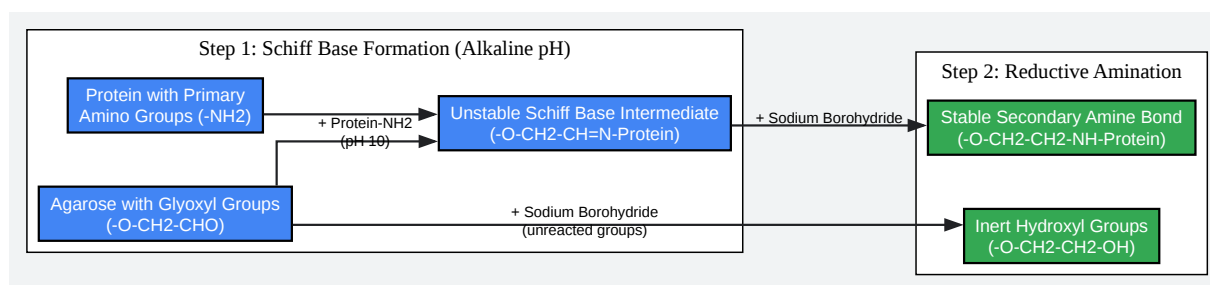 Step 1: Schiff Base Formation (Alkaline pH)
Protein with Primary
Amino Groups (-NH2)
+ Protein-NH2
(pH 10)
Unstable Schiff Base Intermediate
(-O-CH2-CH=N-Protein)
Agarose with Glyoxyl Groups
(-O-CH2-CHO)
+ Sodium Borohydride
+ Sodium Borohydride
(unreacted groups)
Step 2: Reductive Amination
Stable Secondary Amine Bond
(-O-CH2-CH2-NH-Protein)
Inert Hydroxyl Groups
(-O-CH2-CH2-OH)